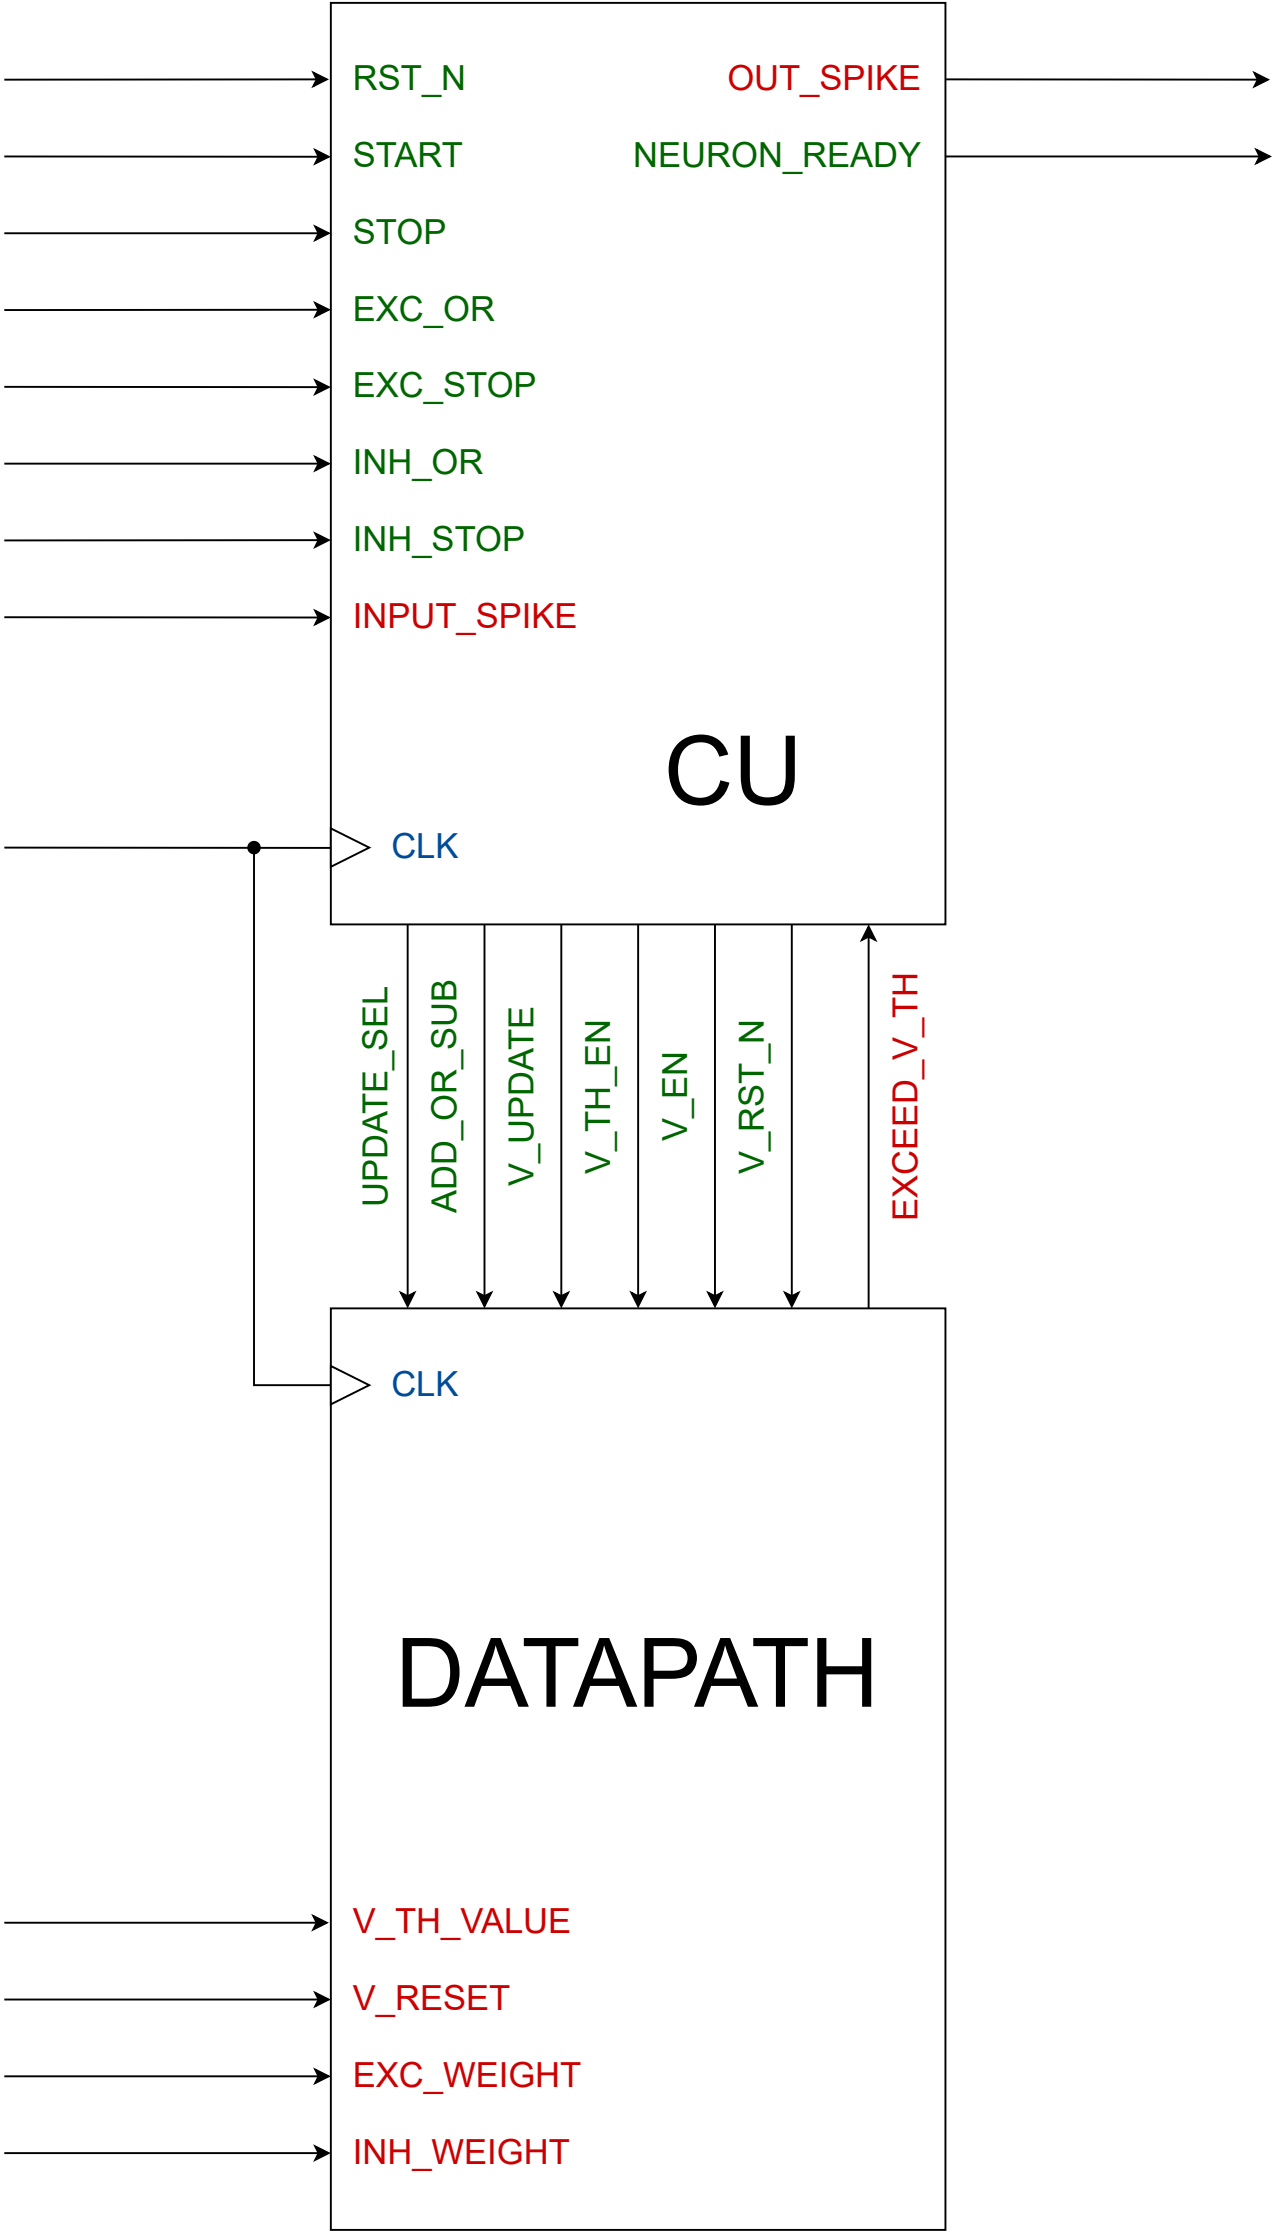 RST_N
OUT_SPIKE
START
NEURON_READY
STOP
EXC_OR
EXC_STOP
INH_OR
INH_STOP
INPUT_SPIKE
CU
CLK
UPDATE_SEL
ADD_OR_SUB
V_UPDATE
V_TH_EN
V_EN
V_RST_N
EXCEED_V_TH
CLK
DATAPATH
V_TH_VALUE
V_RESET
EXC_WEIGHT
INH_WEIGHT